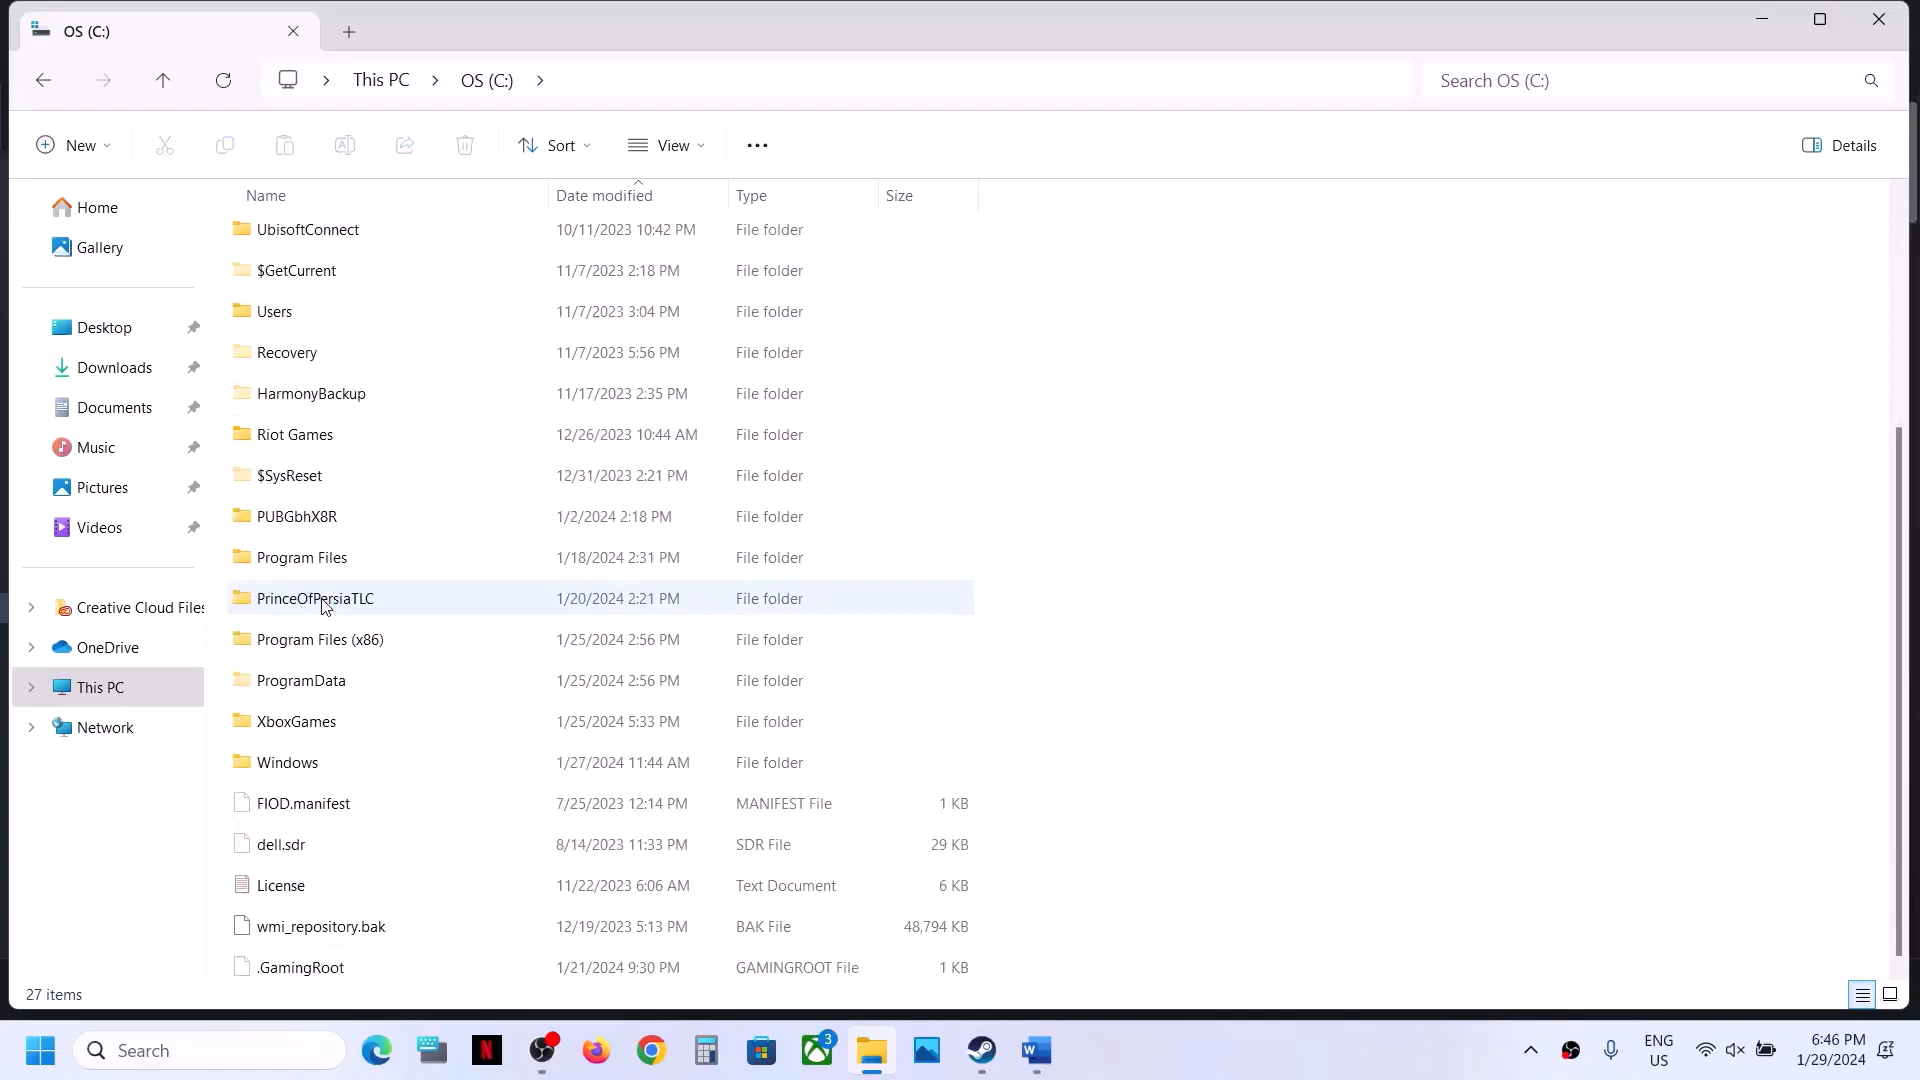 OS (C:)
This PC OS (C:)
Search OS (C:)
New Sort View Details
Name Date modified Type Size
Home
Gallery
Desktop
Downloads
Documents
Music
Pictures
Videos
Creative Cloud Files
OneDrive
This PC
Network
UbisoftConnect 10/11/2023 10:42 PM File folder
$GetCurrent 11/7/2023 2:18 PM File folder
Users 11/7/2023 3:04 PM File folder
Recovery 11/7/2023 5:56 PM File folder
HarmonyBackup 11/17/2023 2:35 PM File folder
Riot Games 12/26/2023 10:44 AM File folder
$SysReset 12/31/2023 2:21 PM File folder
PUBGbhX8R 1/2/2024 2:18 PM File folder
Program Files 1/18/2024 2:31 PM File folder
PrinceOfPersiaTLC 1/20/2024 2:21 PM File folder
Program Files (x86) 1/25/2024 2:56 PM File folder
ProgramData 1/25/2024 2:56 PM File folder
XboxGames 1/25/2024 5:33 PM File folder
Windows 1/27/2024 11:44 AM File folder
FIOD.manifest 7/25/2023 12:14 PM MANIFEST File 1 KB
dell.sdr 8/14/2023 11:33 PM SDR File 29 KB
License 11/22/2023 6:06 AM Text Document 6 KB
wmi_repository.bak 12/19/2023 5:13 PM BAK File 48,794 KB
.GamingRoot 1/21/2024 9:30 PM GAMINGROOT File 1 KB
27 items
Search
N
3
W
ENG
US
6:46 PM
1/29/2024